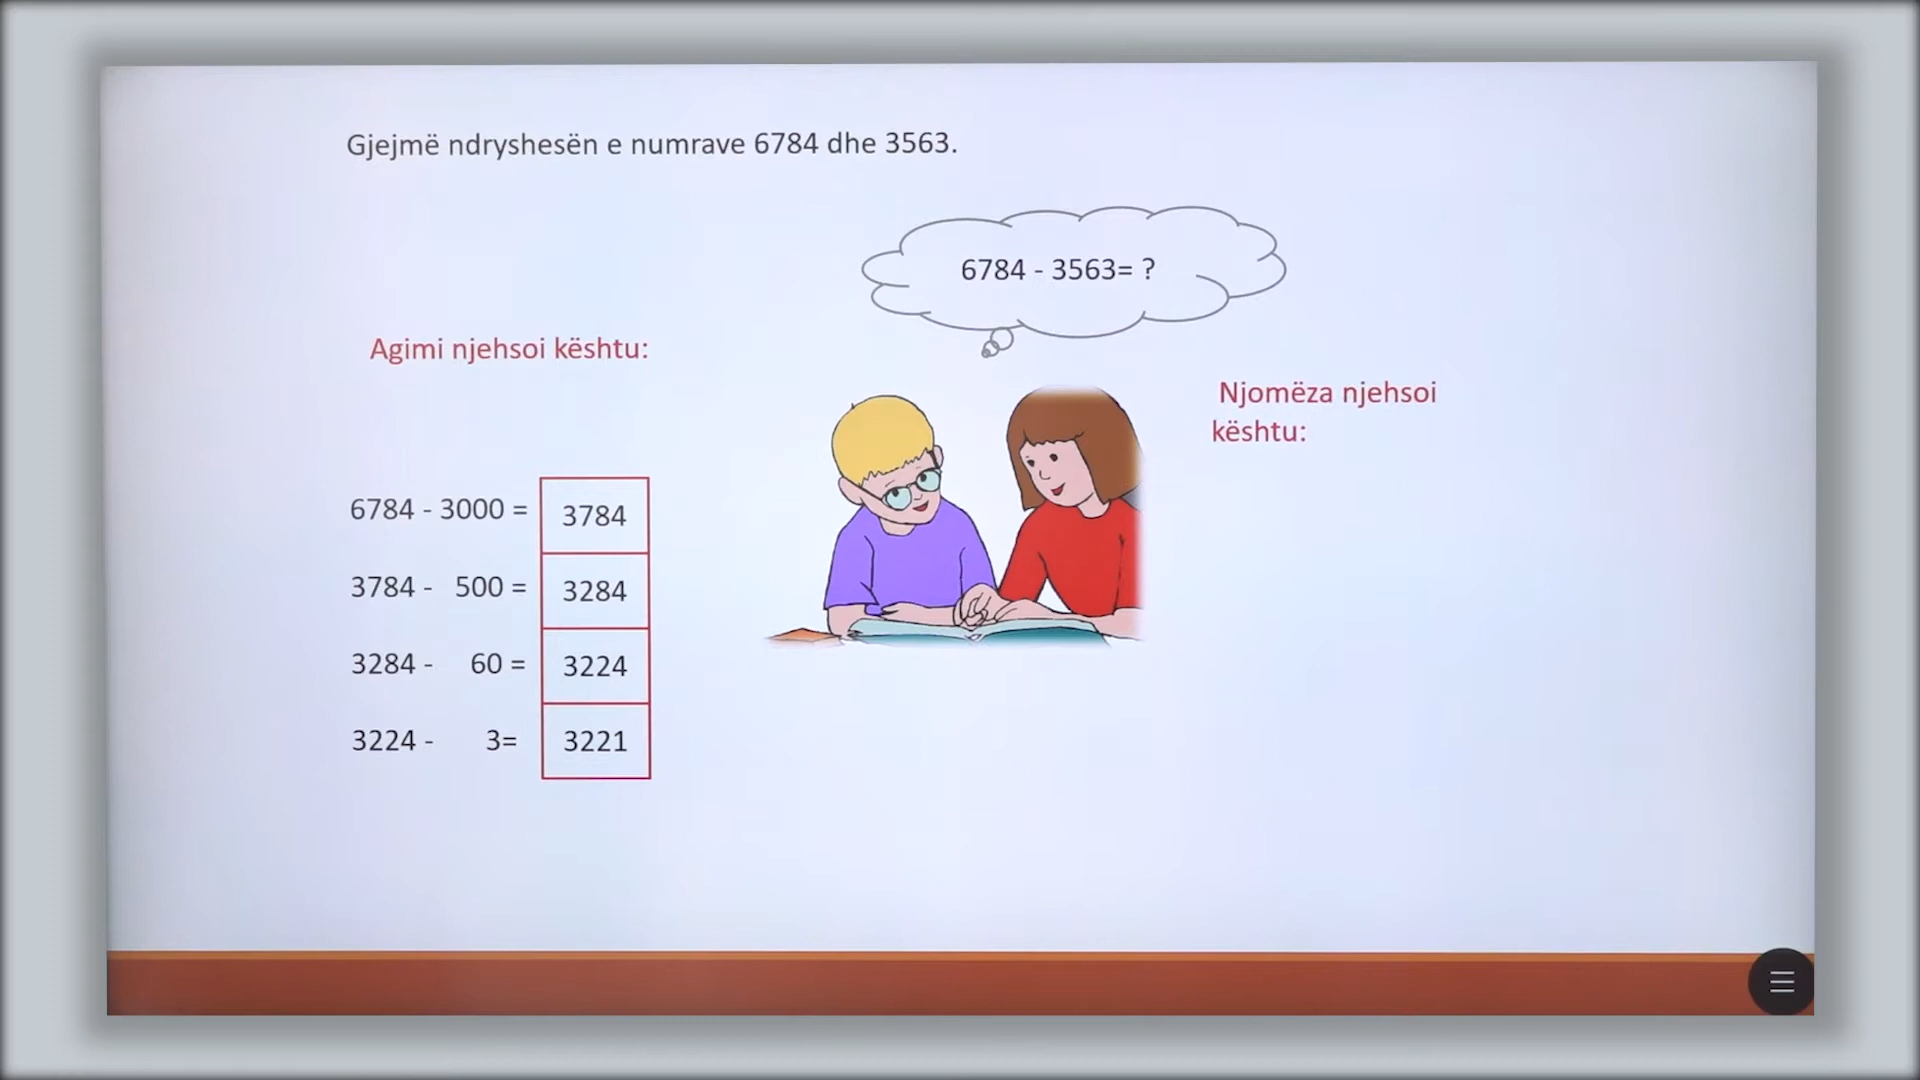 Gjejmë ndryshesën e numrave 6784 dhe 3563.
6784 - 3563= ?
Agimi njehsoi kështu:
6784 - 3000 = 3784
3784 - 500 = 3284
3284 - 60 = 3224
3224 - 3= 3221
Njomëza njehsoi
kështu: